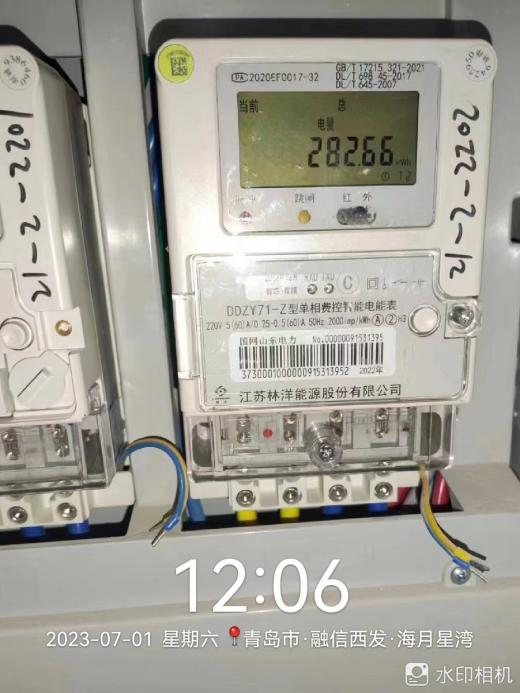 PA 2020EF0017-32
GB/T 17215.321-2021
DL/T 698.45-2017
DL/T 645-2007
当前 总
电量
282.66 kWh
跳闸 红外
2022-2-12
DDZY71-Z型单相费控智能电能表
220V 5(60)A/0.25-0.5(60)A 50Hz 2000imp/kWh A ②
国网山东电力 No.00000091531395
3730001000000915313952 2022年
江苏林洋能源股份有限公司
1022-2-12
12:06
2023-07-01 星期六 青岛市·融信西发·海月星湾
水印相机